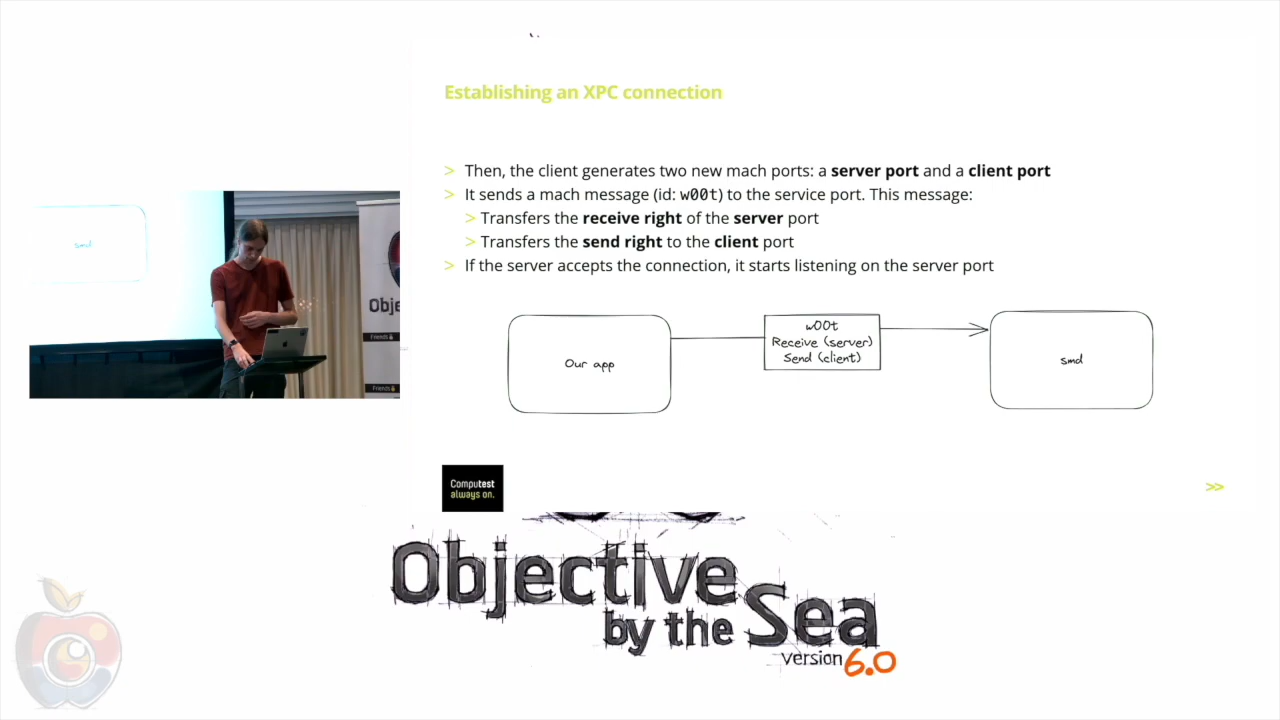 Establishing an XPC connection
> Then, the client generates two new mach ports: a server port and a client port
> It sends a mach message (id: w00t) to the service port. This message:
> Transfers the receive right of the server port
> Transfers the send right to the client port
> If the server accepts the connection, it starts listening on the server port
smd
Obje
Friends
Friends
w00t
Receive (server)
Send (client)
Our app
smd
Computest
always on.
>>
Objective
by the Sea
version 6.0